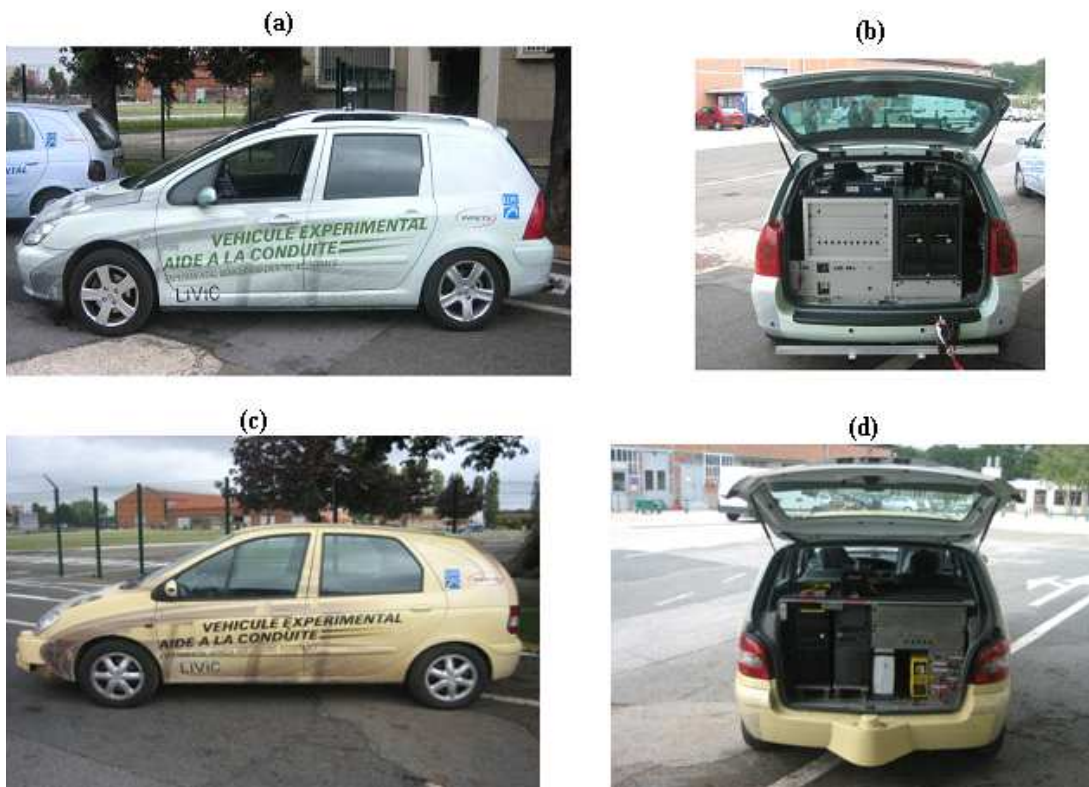 (a)
(b)
VEHICULE EXPERIMENTAL
AIDE A LA CONDUITE
LiViC
(c)
(d)
VEHICULE EXPERIMENTAL
AIDE A LA CONDUITE
LiViC